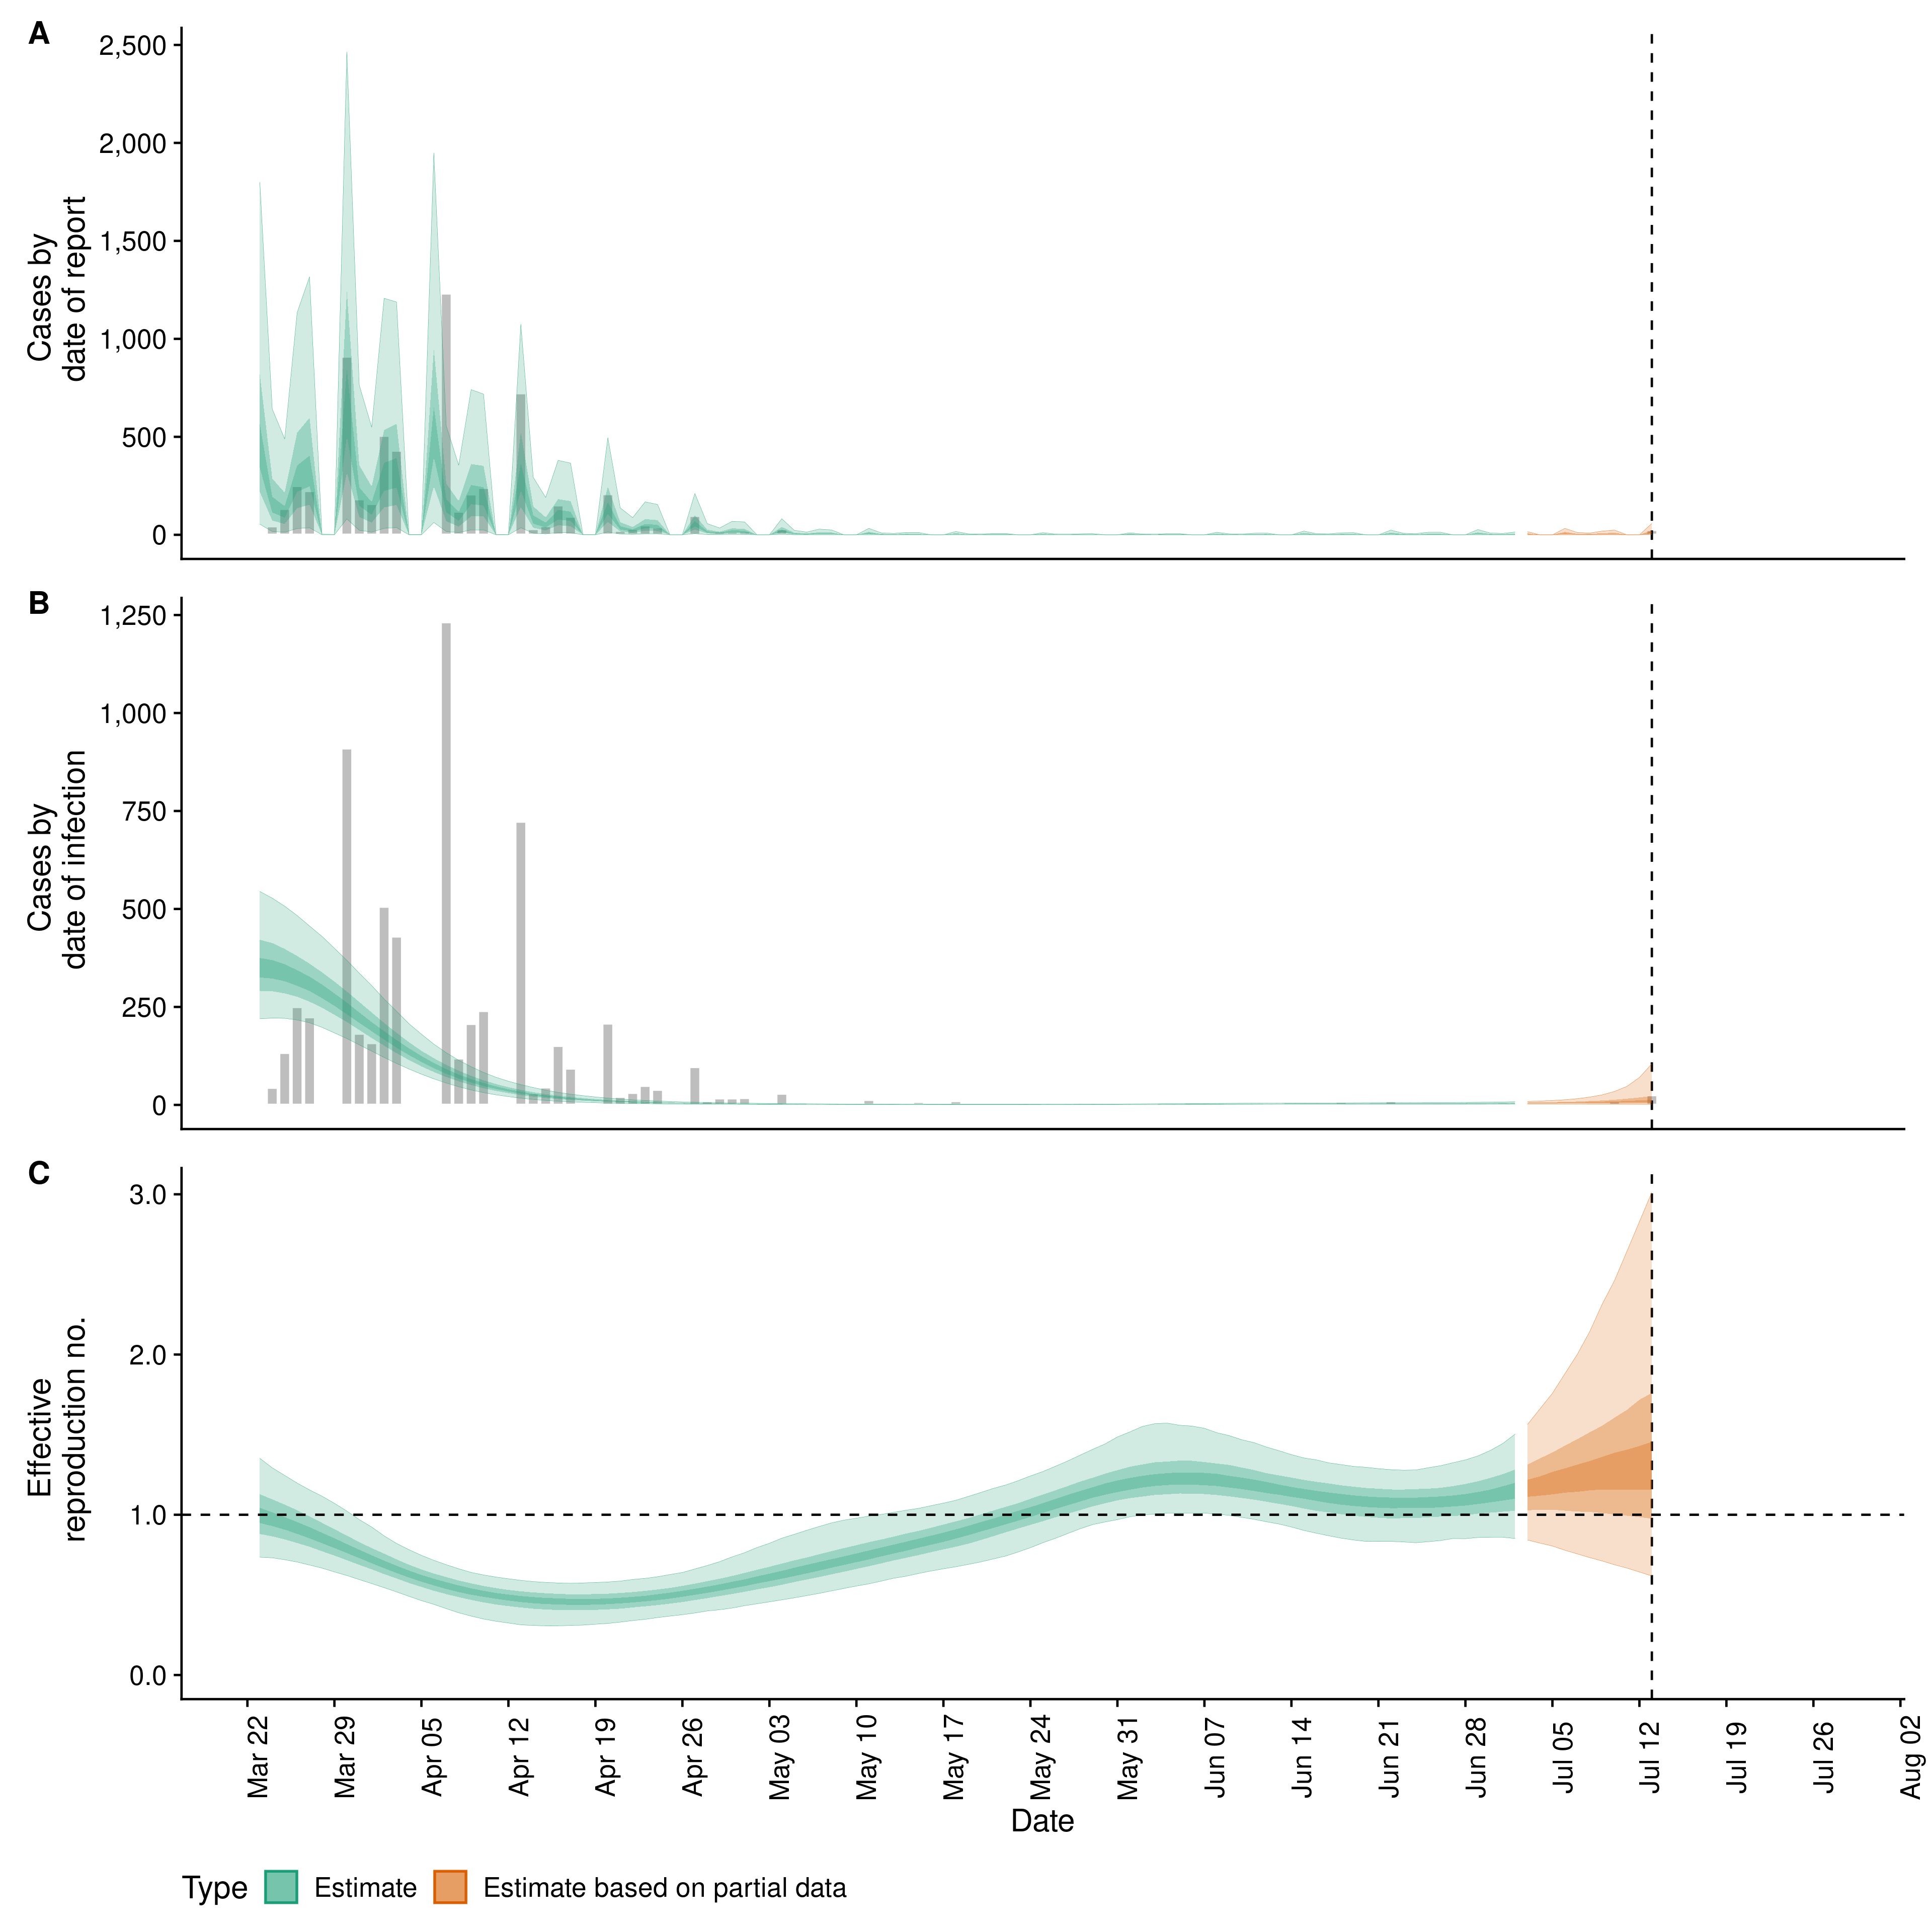 A
Cases by
date of report
2,500
2,000
1,500
1,000
500
0
B
Cases by
date of infection
1,250
1,000
750
500
250
0
C
Effective
reproduction no.
3.0
2.0
1.0
0.0
Mar 22
Mar 29
Apr 05
Apr 12
Apr 19
Apr 26
May 03
May 10
May 17
May 24
May 31
Jun 07
Jun 14
Jun 21
Jun 28
Jul 05
Jul 12
Jul 19
Jul 26
Aug 02
Date
Type Estimate Estimate based on partial data